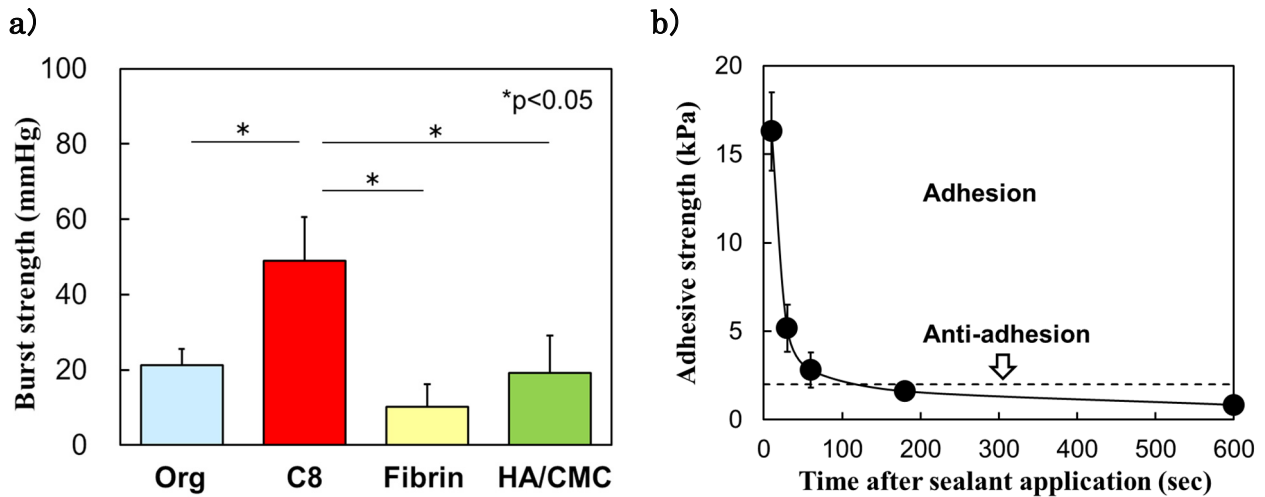 a)
Burst strength (mmHg)
100
80
60
40
20
0
*p<0.05
*
*
*
Org C8 Fibrin HA/CMC
b)
Adhesive strength (kPa)
20
15
10
5
0
Adhesion
Anti-adhesion
0 100 200 300 400 500 600
Time after sealant application (sec)